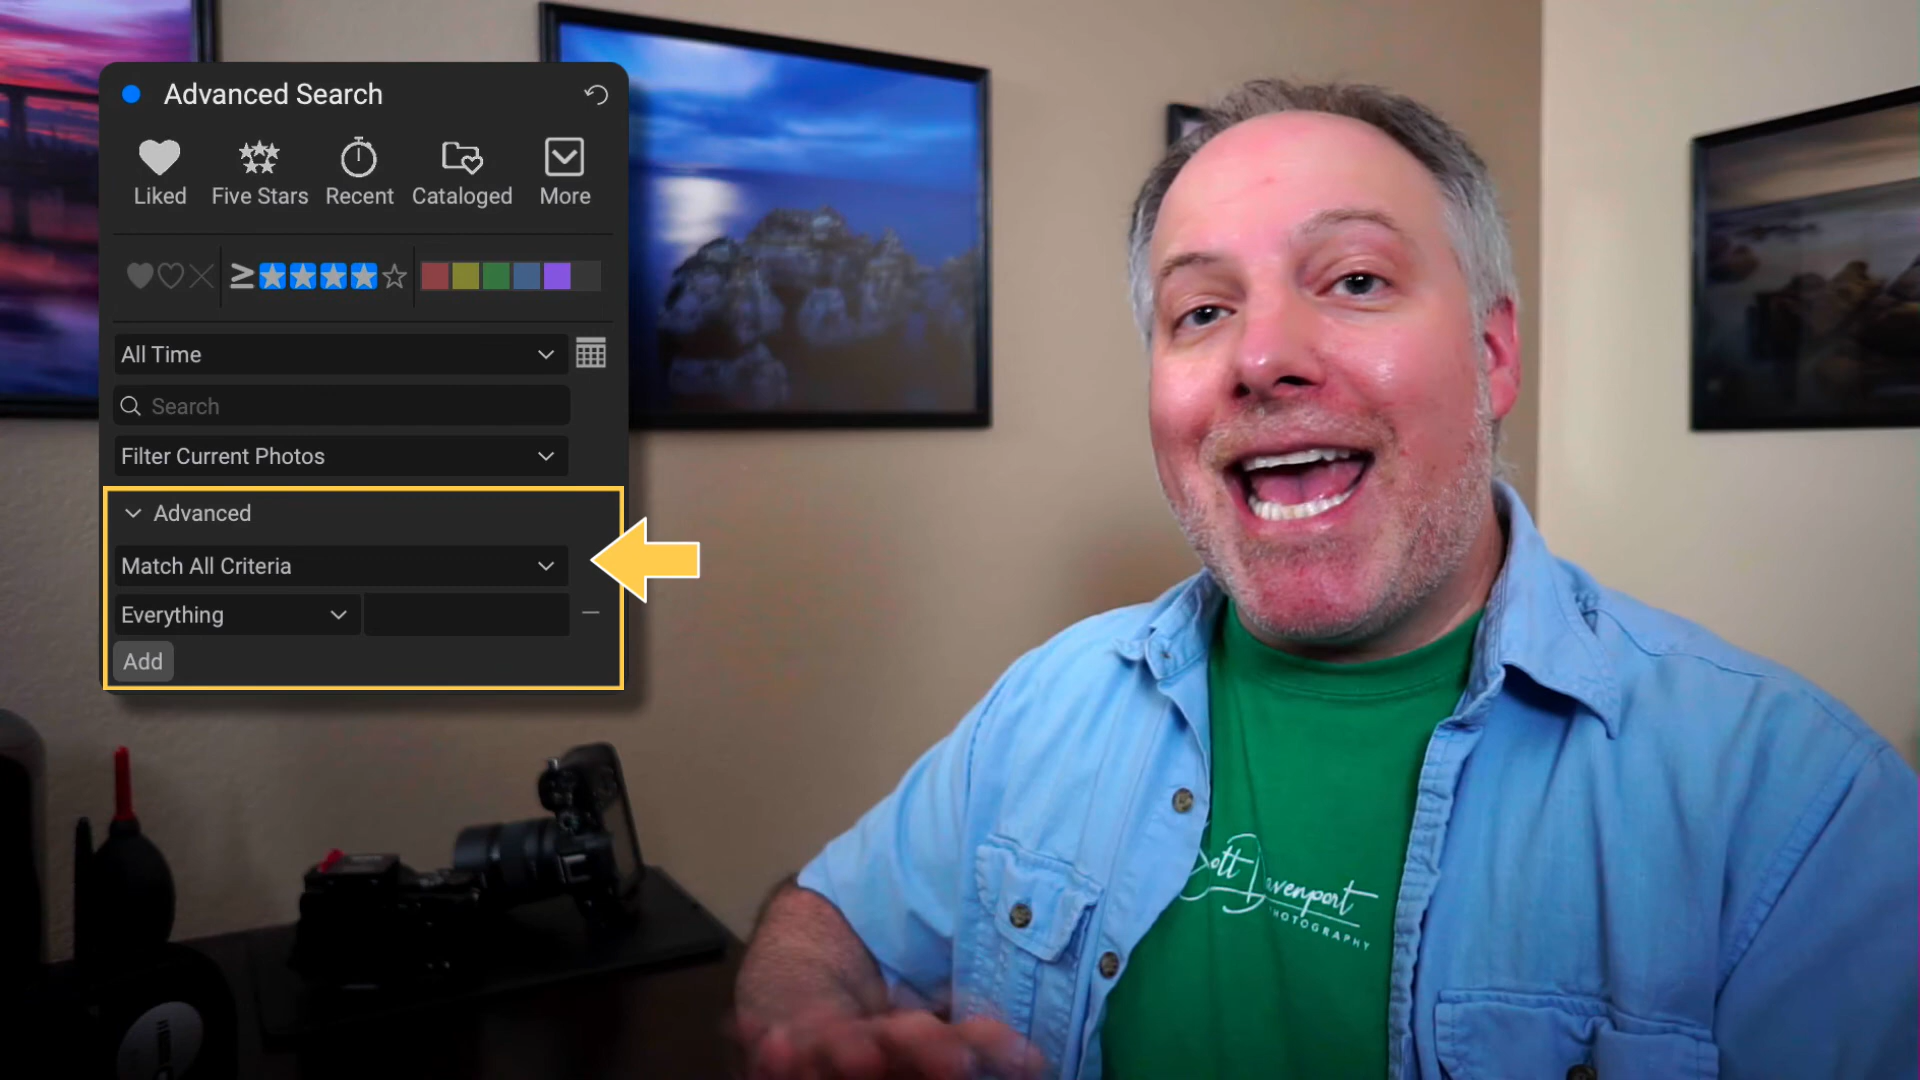 Advanced Search
Liked Five Stars Recent Cataloged More
All Time
Search
Filter Current Photos
Advanced
Match All Criteria
Everything
Add
Davenport
PHOTOGRAPHY